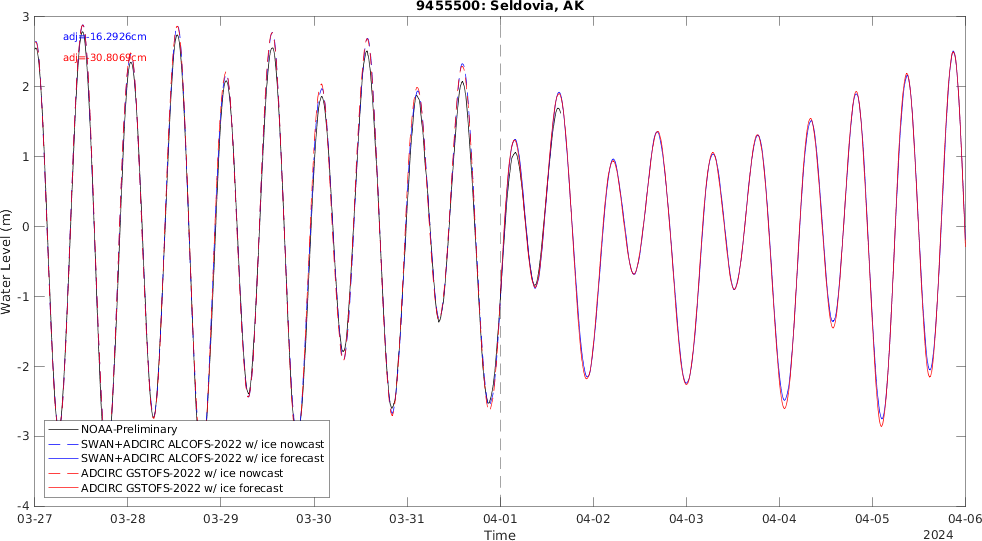 9455500: Seldovia, AK
adj=-16.2926cm
adj=-30.8069cm
Water Level (m)
3
2
1
0
-1
-2
-3
-4
NOAA-Preliminary
SWAN+ADCIRC ALCOFS-2022 w/ ice nowcast
SWAN+ADCIRC ALCOFS-2022 w/ ice forecast
ADCIRC GSTOFS-2022 w/ ice nowcast
ADCIRC GSTOFS-2022 w/ ice forecast
03-27 03-28 03-29 03-30 03-31 04-01 04-02 04-03 04-04 04-05 04-06
Time
2024